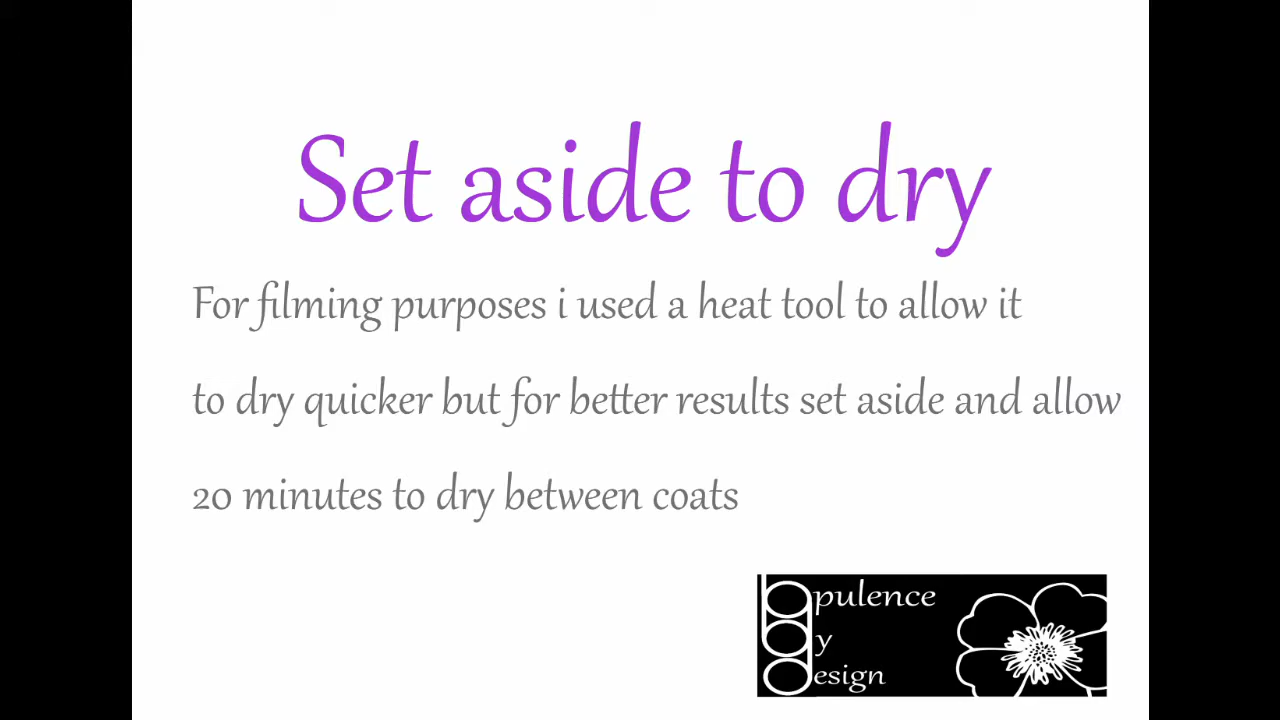 Set aside to dry
For filming purposes i used a heat tool to allow it
to dry quicker but for better results set aside and allow
20 minutes to dry between coats
opulence
by
design